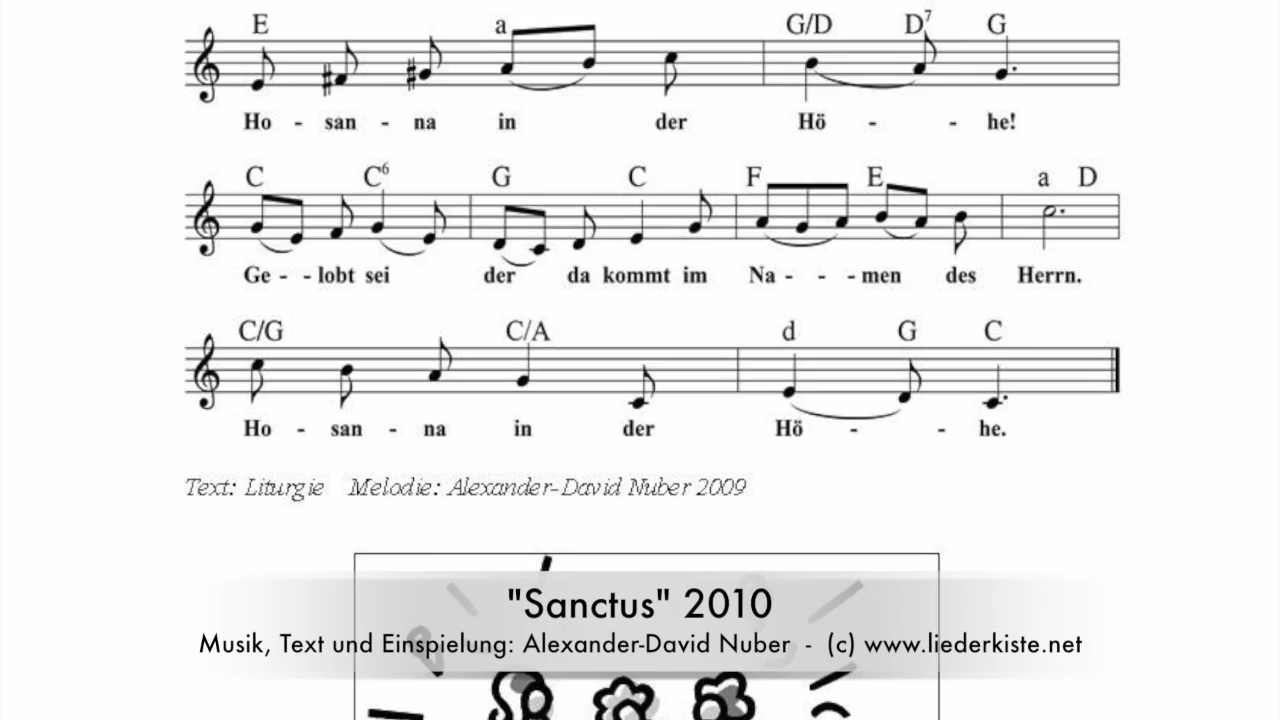 E a G/D D7 G
Ho - san - na in der Hö - - he!
C C6 G C F E a D
Ge - - lobt sei der da kommt im Na - - - men des Herrn.
C/G C/A d G C
Ho - san - na in der Hö - - he.
Text: Liturgie Melodie: Alexander-David Nuber 2009
"Sanctus" 2010
Musik, Text und Einspielung: Alexander-David Nuber - (c) www.liederkiste.net